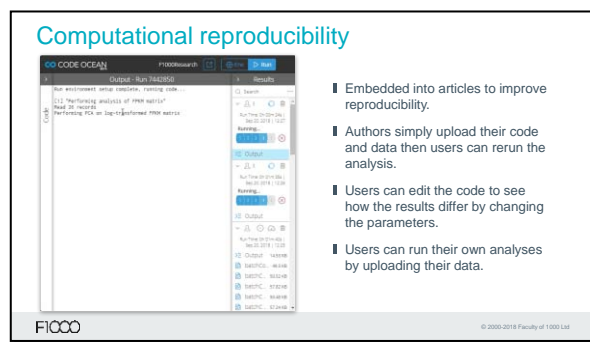 Computational reproducibility
CODE OCEAN
F1000Research
Run
Output - Run 7442850
Results
Run environment setup complete, running code...
[1] "Performing analysis of FPKM matrix"
Read 36 records
Performing PCA on log-transformed FPKM matrix
Code
Search
Running...
Output
Running...
Output
Output
Embedded into articles to improve
reproducibility.
Authors simply upload their code
and data then users can rerun the
analysis.
Users can edit the code to see
how the results differ by changing
the parameters.
Users can run their own analyses
by uploading their data.
F1000
© 2000-2018 Faculty of 1000 Ltd